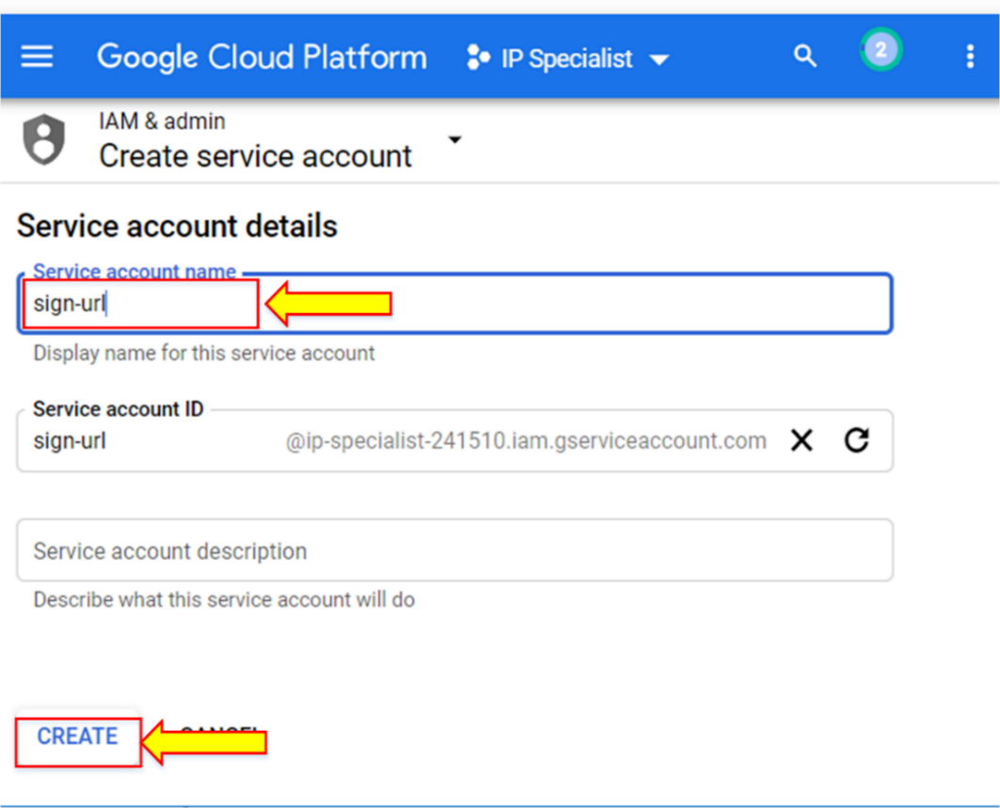 Google Cloud Platform IP Specialist 2
IAM & admin
Create service account
Service account details
Service account name
sign-url
Display name for this service account
Service account ID
sign-url @ip-specialist-241510.iam.gserviceaccount.com
Service account description
Describe what this service account will do
CREATE